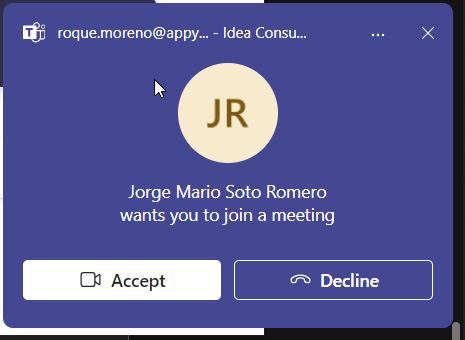 roque.moreno@appy... - Idea Consu...
JR
Jorge Mario Soto Romero
wants you to join a meeting
Accept
Decline